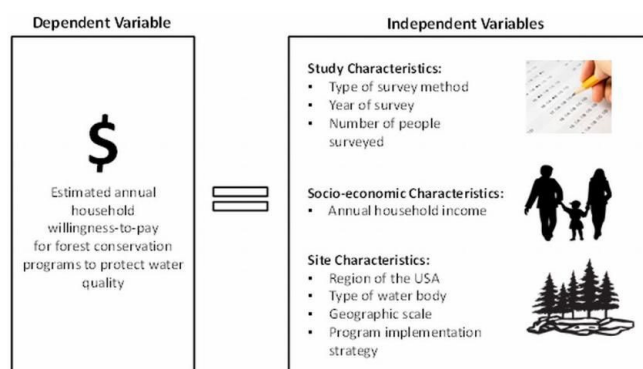 Dependent Variable
$
Estimated annual
household
willingness-to-pay
for forest conservation
programs to protect water
quality
Independent Variables
Study Characteristics:
▪ Type of survey method
▪ Year of survey
▪ Number of people
surveyed
Socio-economic Characteristics:
▪ Annual household income
Site Characteristics:
▪ Region of the USA
▪ Type of water body
▪ Geographic scale
▪ Program implementation
strategy